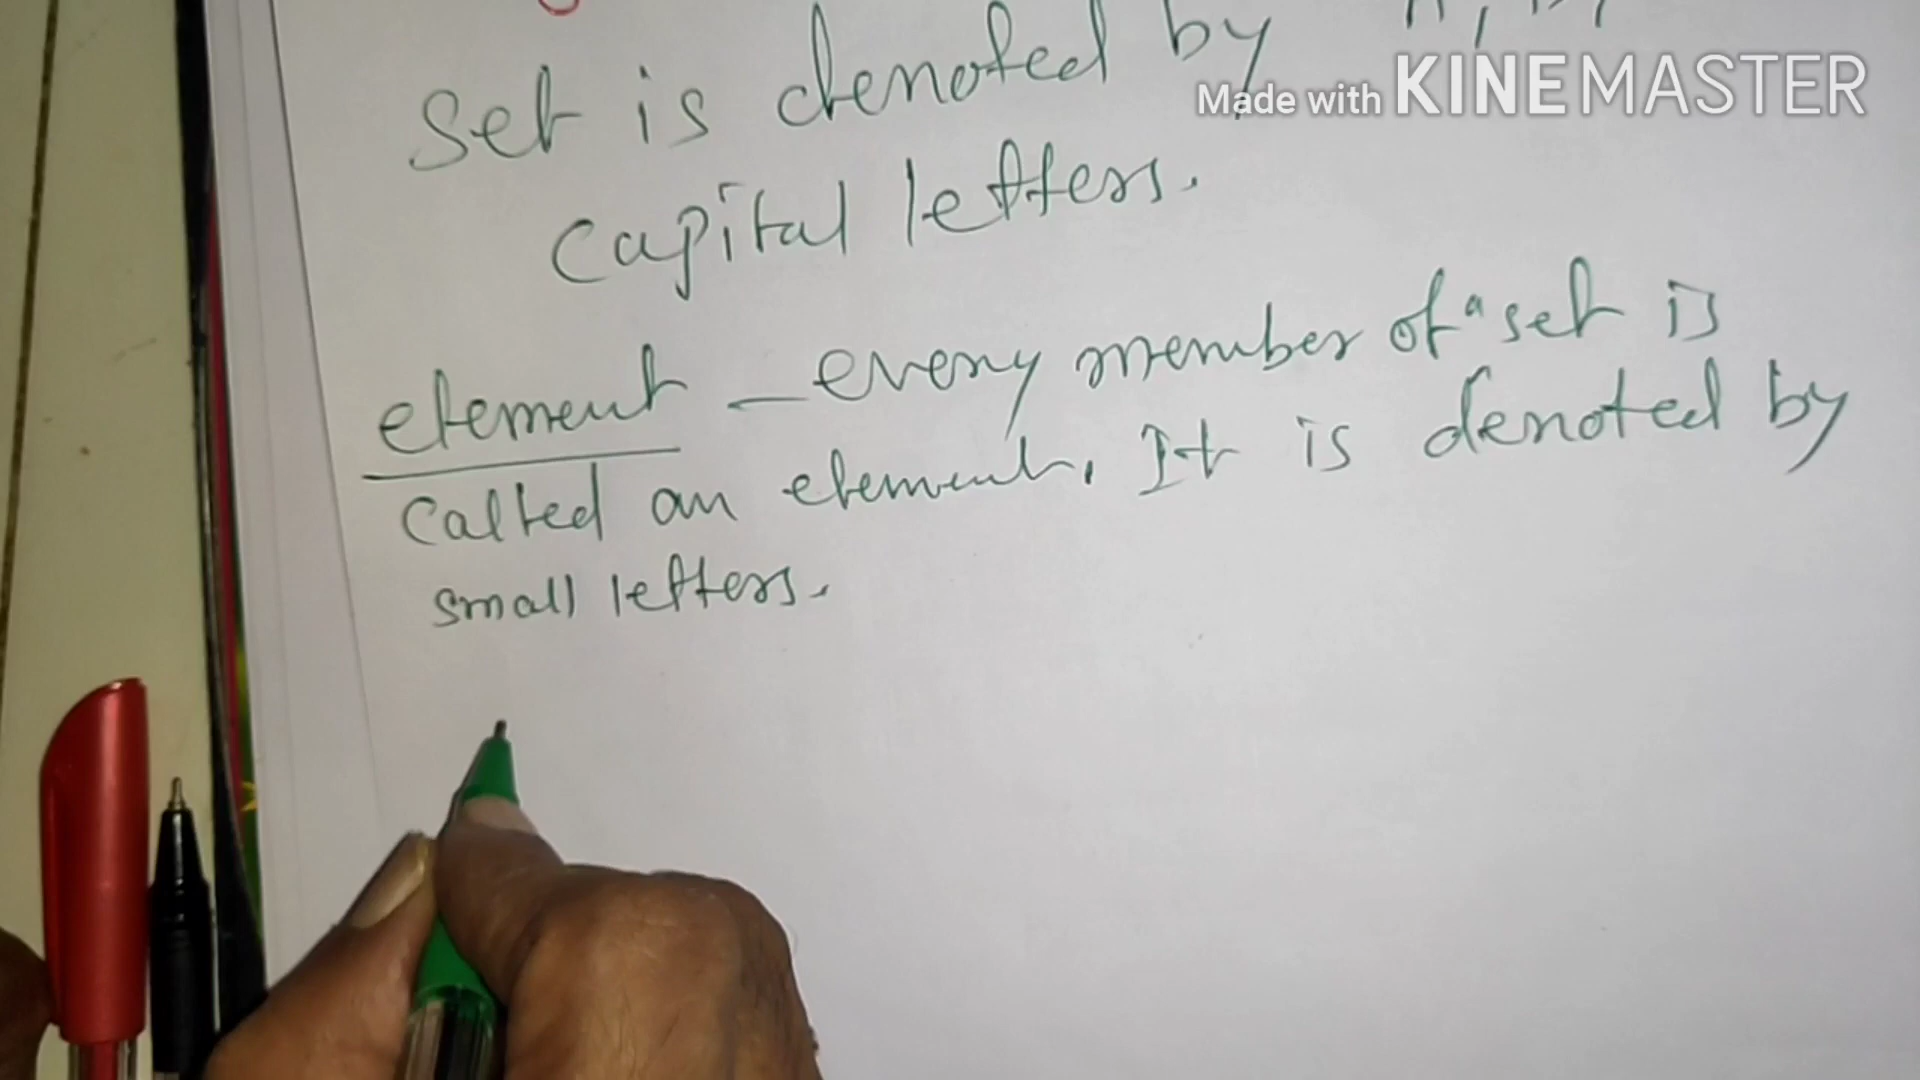 Set is denoted by
Made with KINEMASTER
capital letters.
element - every member of a set is
called an element. It is denoted by
small letters.